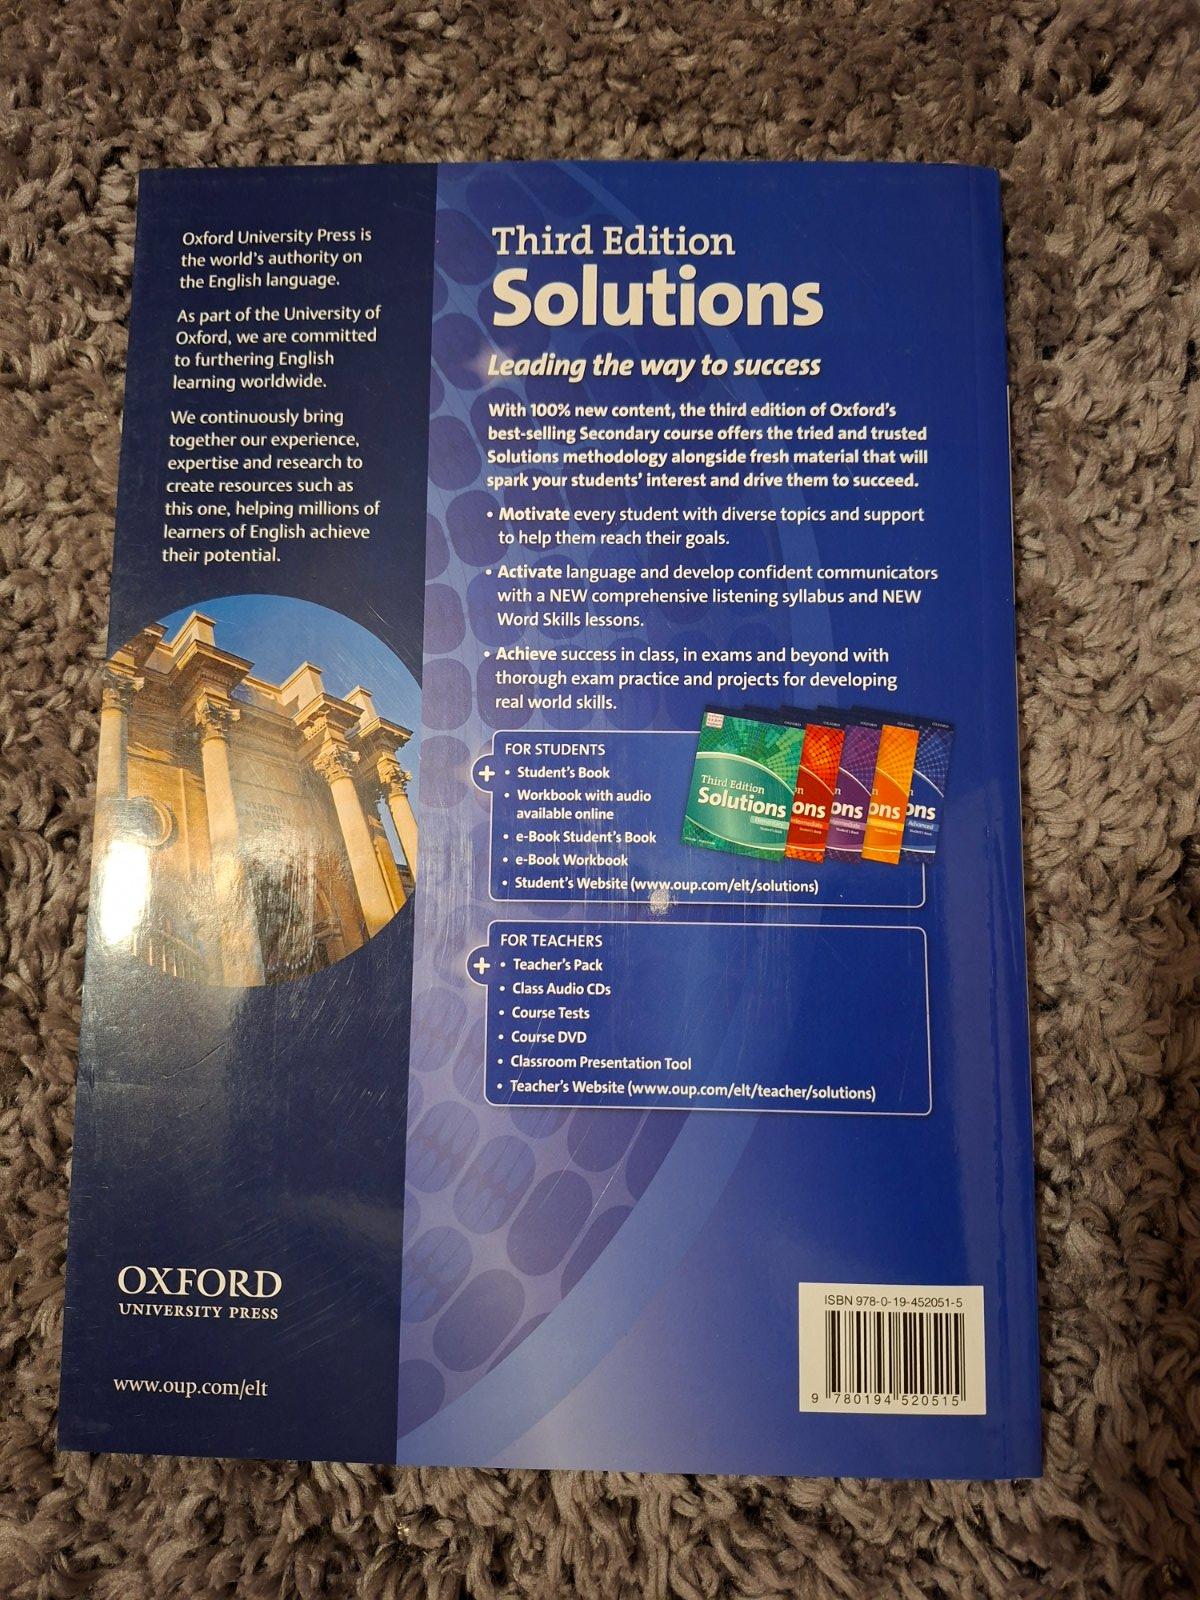 Oxford University Press is
the world's authority on
the English language.
As part of the University of
Oxford, we are committed
to furthering English
learning worldwide.
We continuously bring
together our experience,
expertise and research to
create resources such as
this one, helping millions of
learners of English achieve
their potential.
OXFORD
UNIVERSITY PRESS
www.oup.com/elt
Third Edition
Solutions
Leading the way to success
With 100% new content, the third edition of Oxford's
best-selling Secondary course offers the tried and trusted
Solutions methodology alongside fresh material that will
spark your students' interest and drive them to succeed.
• Motivate every student with diverse topics and support
to help them reach their goals.
• Activate language and develop confident communicators
with a NEW comprehensive listening syllabus and NEW
Word Skills lessons.
• Achieve success in class, in exams and beyond with
thorough exam practice and projects for developing
real world skills.
FOR STUDENTS
+ • Student's Book
• Workbook with audio
available online
• e-Book Student's Book
• e-Book Workbook
• Student's Website (www.oup.com/elt/solutions)
Third Edition
Solutions
Elementary
Student's Book
ons
ons
ons
ons
Advanced
FOR TEACHERS
+ • Teacher's Pack
• Class Audio CDs
• Course Tests
• Course DVD
• Classroom Presentation Tool
• Teacher's Website (www.oup.com/elt/teacher/solutions)
ISBN 978-0-19-452051-5
9 780194 520515